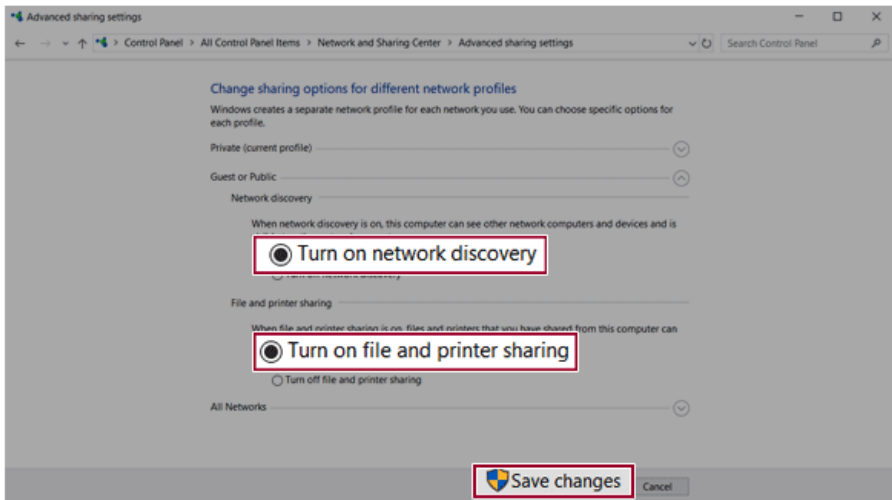 Advanced sharing settings
Control Panel > All Control Panel Items > Network and Sharing Center > Advanced sharing settings
Search Control Panel
Change sharing options for different network profiles
Windows creates a separate network profile for each network you use. You can choose specific options for
each profile.
Private (current profile)
Guest or Public
Network discovery
When network discovery is on, this computer can see other network computers and devices and is
Turn on network discovery
File and printer sharing
When file and printer sharing is on, files and printers that you have shared from this computer can
Turn on file and printer sharing
Turn off file and printer sharing
All Networks
Save changes
Cancel